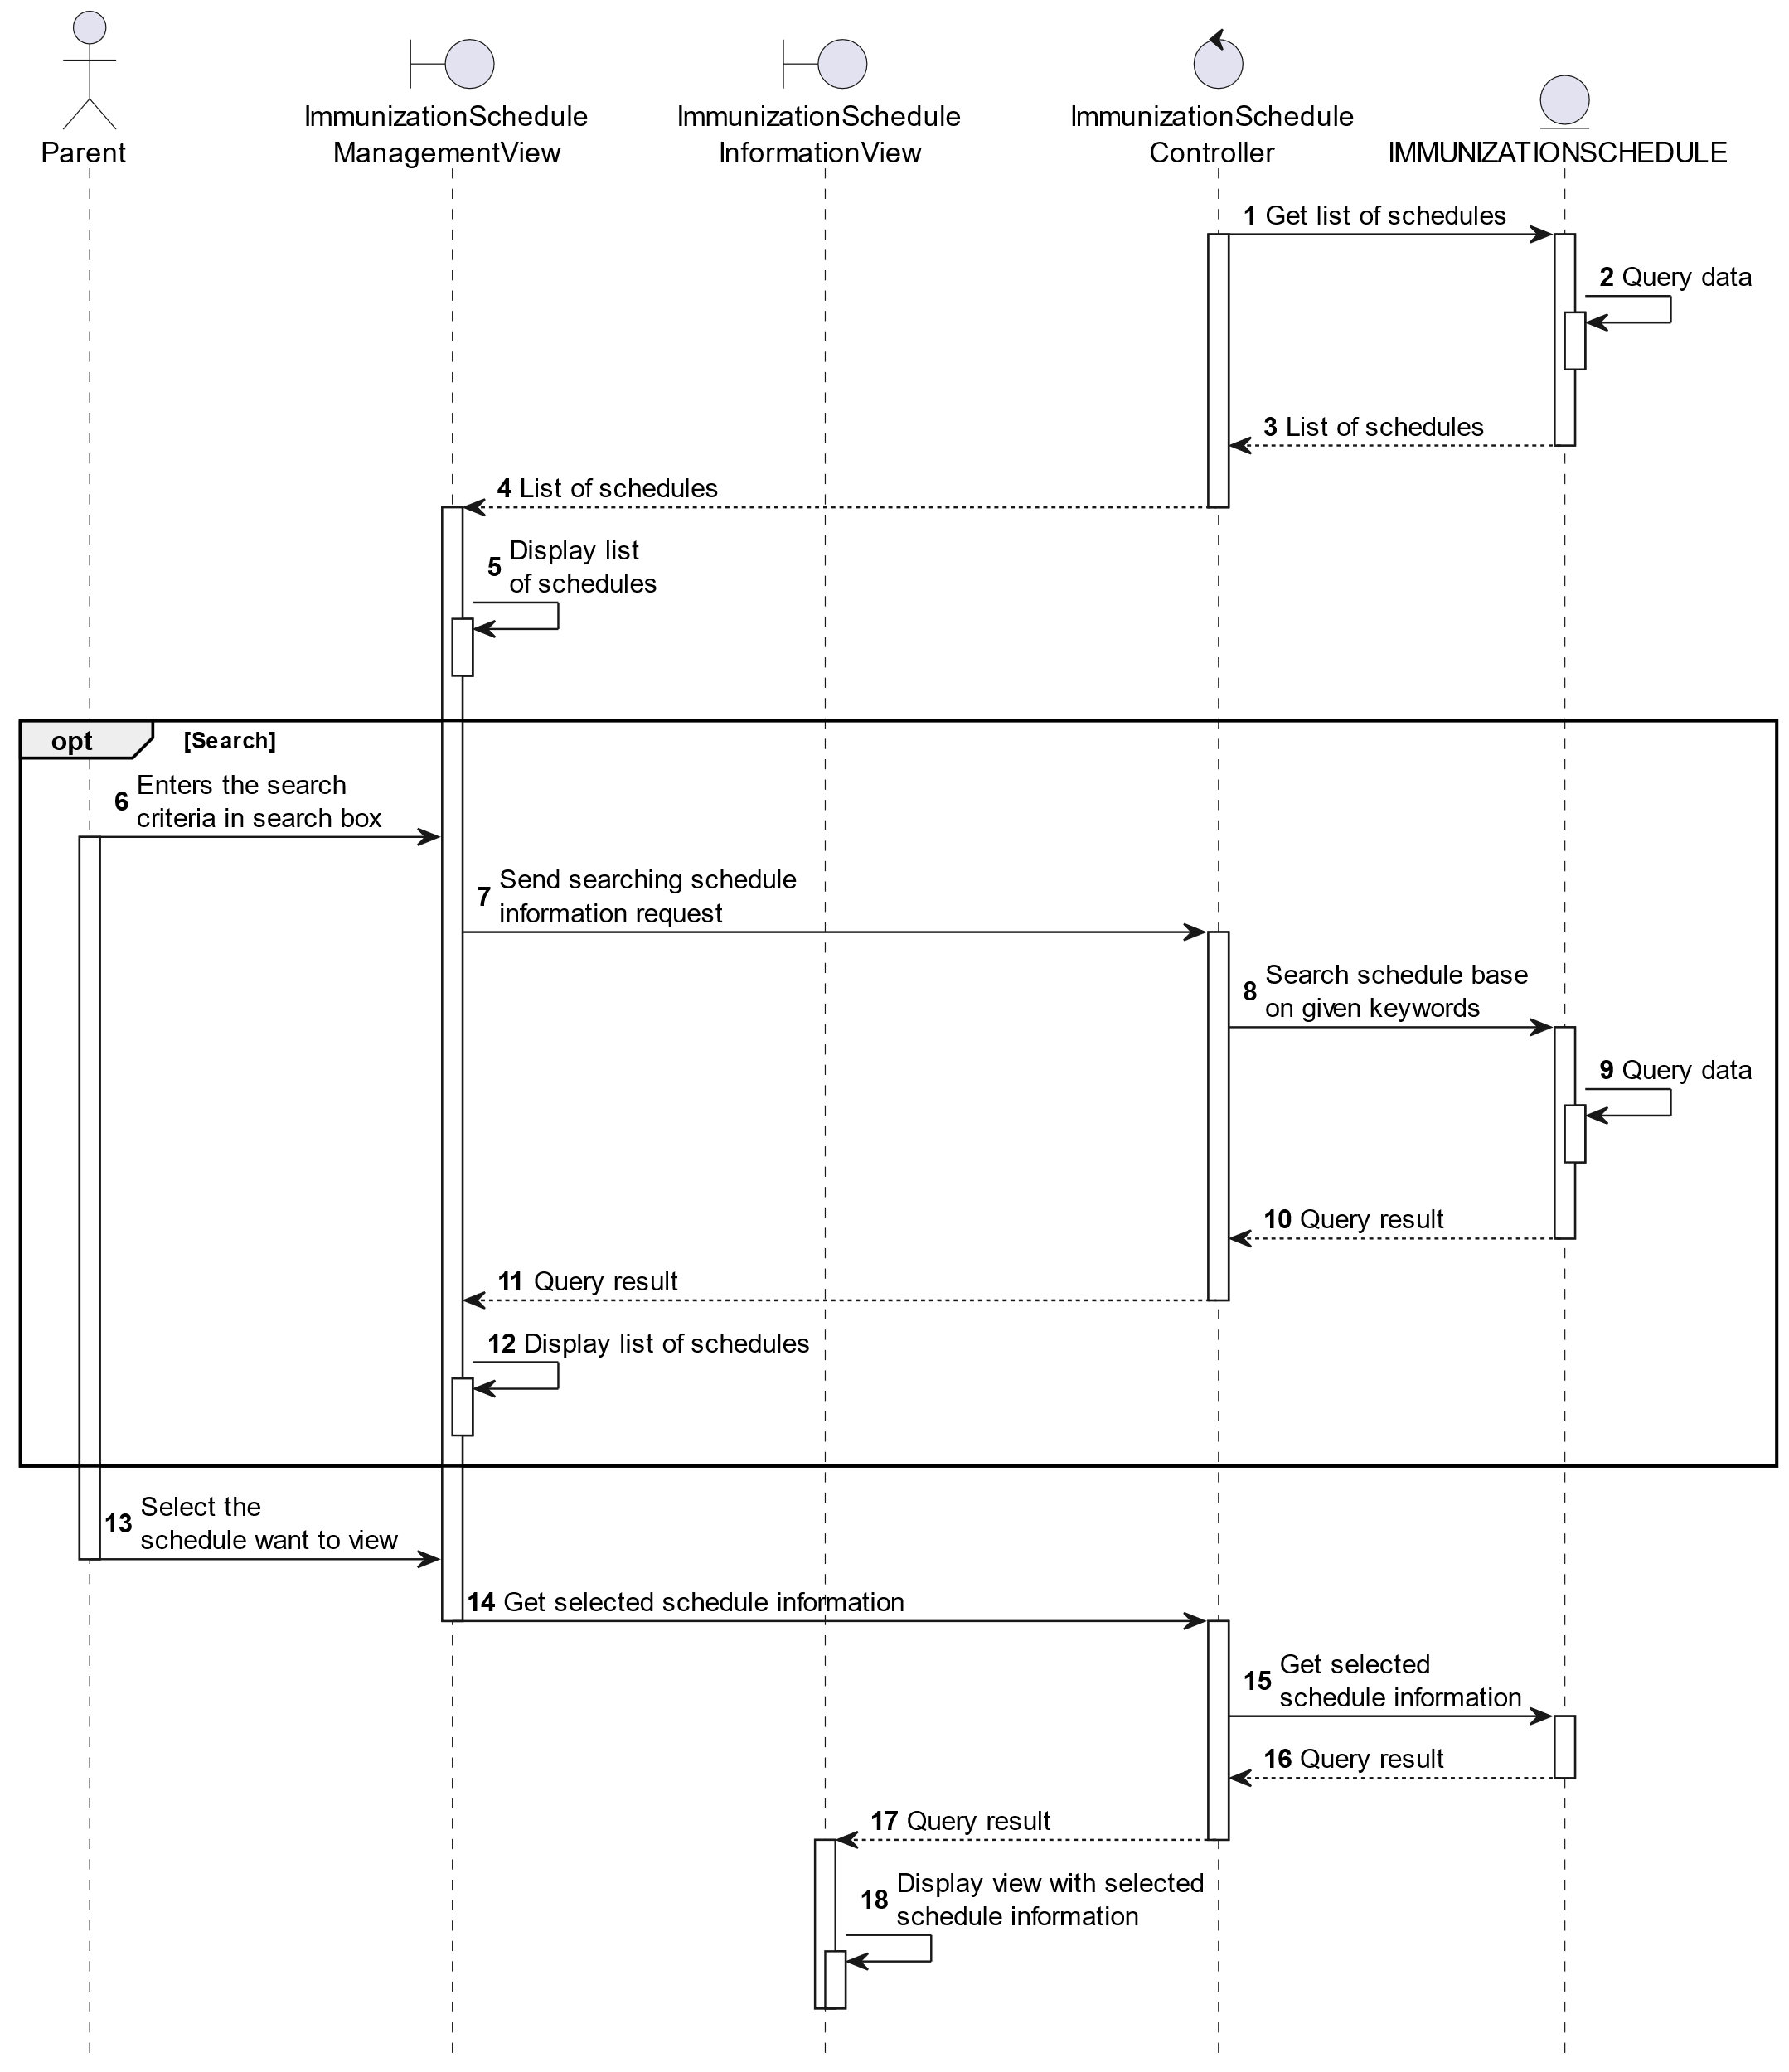 Parent
ImmunizationSchedule
ManagementView
ImmunizationSchedule
InformationView
ImmunizationSchedule
Controller
IMMUNIZATIONSCHEDULE
1 Get list of schedules
2 Query data
3 List of schedules
4 List of schedules
5 Display list
of schedules
opt [Search]
6 Enters the search
criteria in search box
7 Send searching schedule
information request
8 Search schedule base
on given keywords
9 Query data
10 Query result
11 Query result
12 Display list of schedules
13 Select the
schedule want to view
14 Get selected schedule information
15 Get selected
schedule information
16 Query result
17 Query result
18 Display view with selected
schedule information